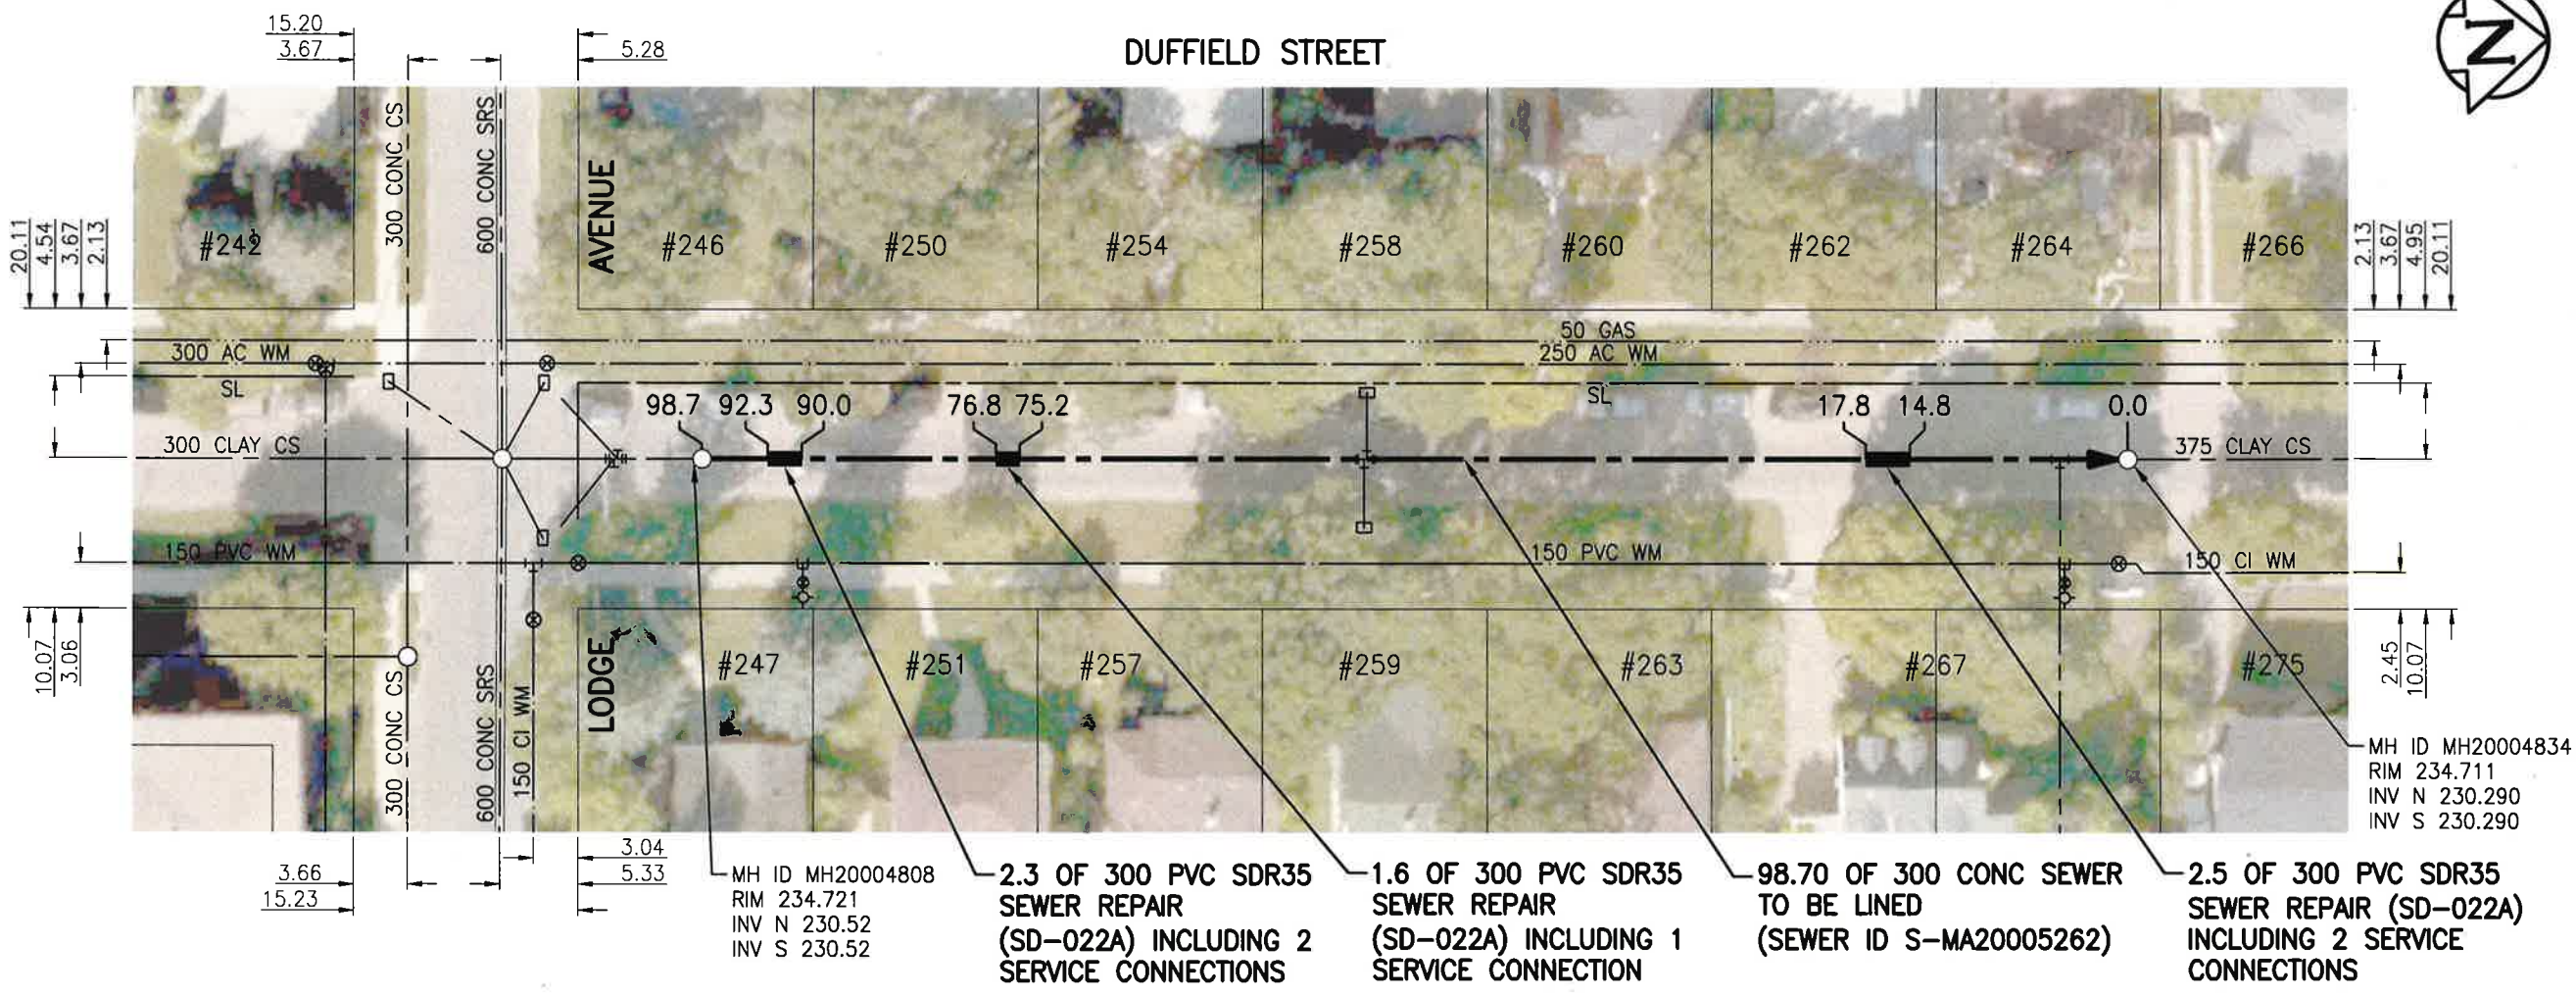 15.20
3.67
5.28
DUFFIELD STREET
N
300 CONC CS
600 CONC SRS
AVENUE
20.11
4.54
3.67
2.13
#242
#246
#250
#254
#258
#260
#262
#264
#266
2.13
3.67
4.95
20.11
50 GAS
300 AC WM
250 AC WM
SL
SL
98.7 92.3 90.0
76.8 75.2
17.8 14.8
0.0
300 CLAY CS
375 CLAY CS
150 PVC WM
150 PVC WM
150 CI WM
10.07
3.06
LODGE
#247
#251
#257
#259
#263
#267
#275
2.45
10.07
300 CONC CS
600 CONC SRS
150 CI WM
3.66
15.23
3.04
5.33
MH ID MH20004808
RIM 234.721
INV N 230.52
INV S 230.52
2.3 OF 300 PVC SDR35
SEWER REPAIR
(SD-022A) INCLUDING 2
SERVICE CONNECTIONS
1.6 OF 300 PVC SDR35
SEWER REPAIR
(SD-022A) INCLUDING 1
SERVICE CONNECTION
98.70 OF 300 CONC SEWER
TO BE LINED
(SEWER ID S-MA20005262)
2.5 OF 300 PVC SDR35
SEWER REPAIR (SD-022A)
INCLUDING 2 SERVICE
CONNECTIONS
MH ID MH20004834
RIM 234.711
INV N 230.290
INV S 230.290